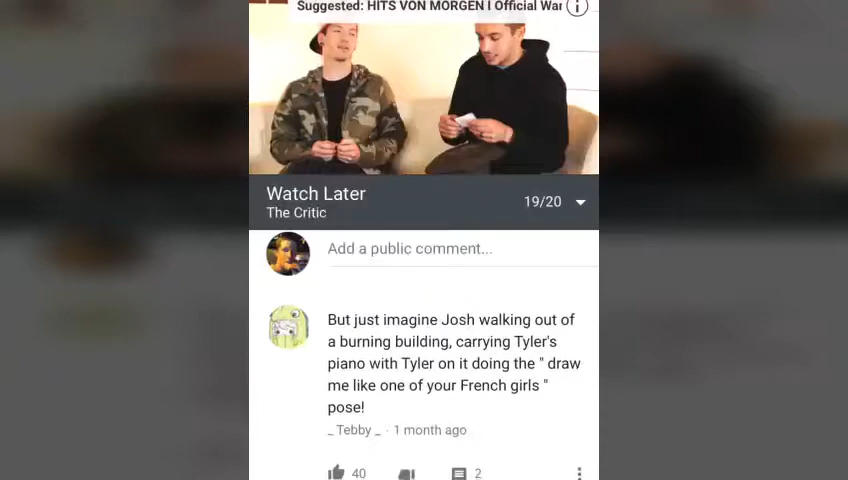 Suggested: HITS VON MORGEN I Official War
Watch Later
19/20
The Critic
Add a public comment...
But just imagine Josh walking out of
a burning building, carrying Tyler's
piano with Tyler on it doing the " draw
me like one of your French girls "
pose!
_ Tebby _ · 1 month ago
40
2